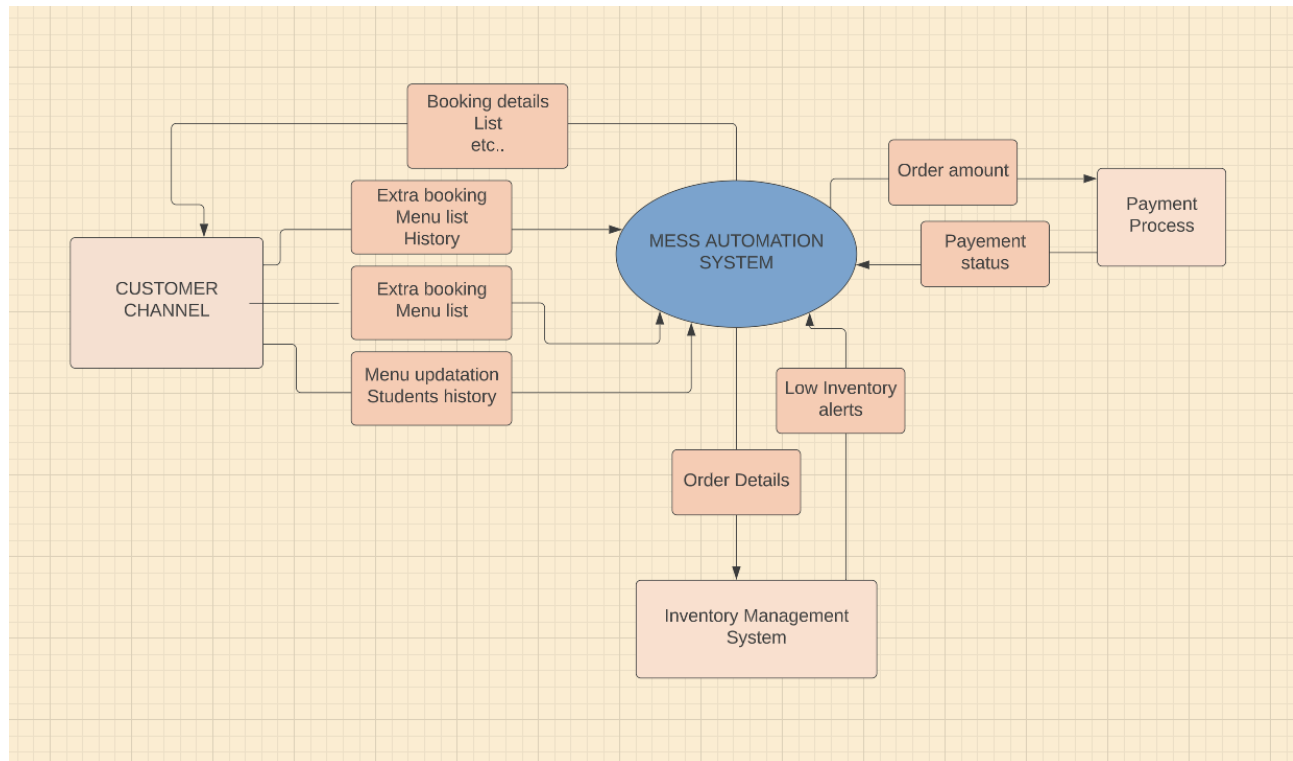 Booking details
List
etc..
Order amount
Payment
Process
Extra booking
Menu list
History
MESS AUTOMATION
SYSTEM
Payement
status
CUSTOMER
CHANNEL
Extra booking
Menu list
Menu updatation
Students history
Low Inventory
alerts
Order Details
Inventory Management
System